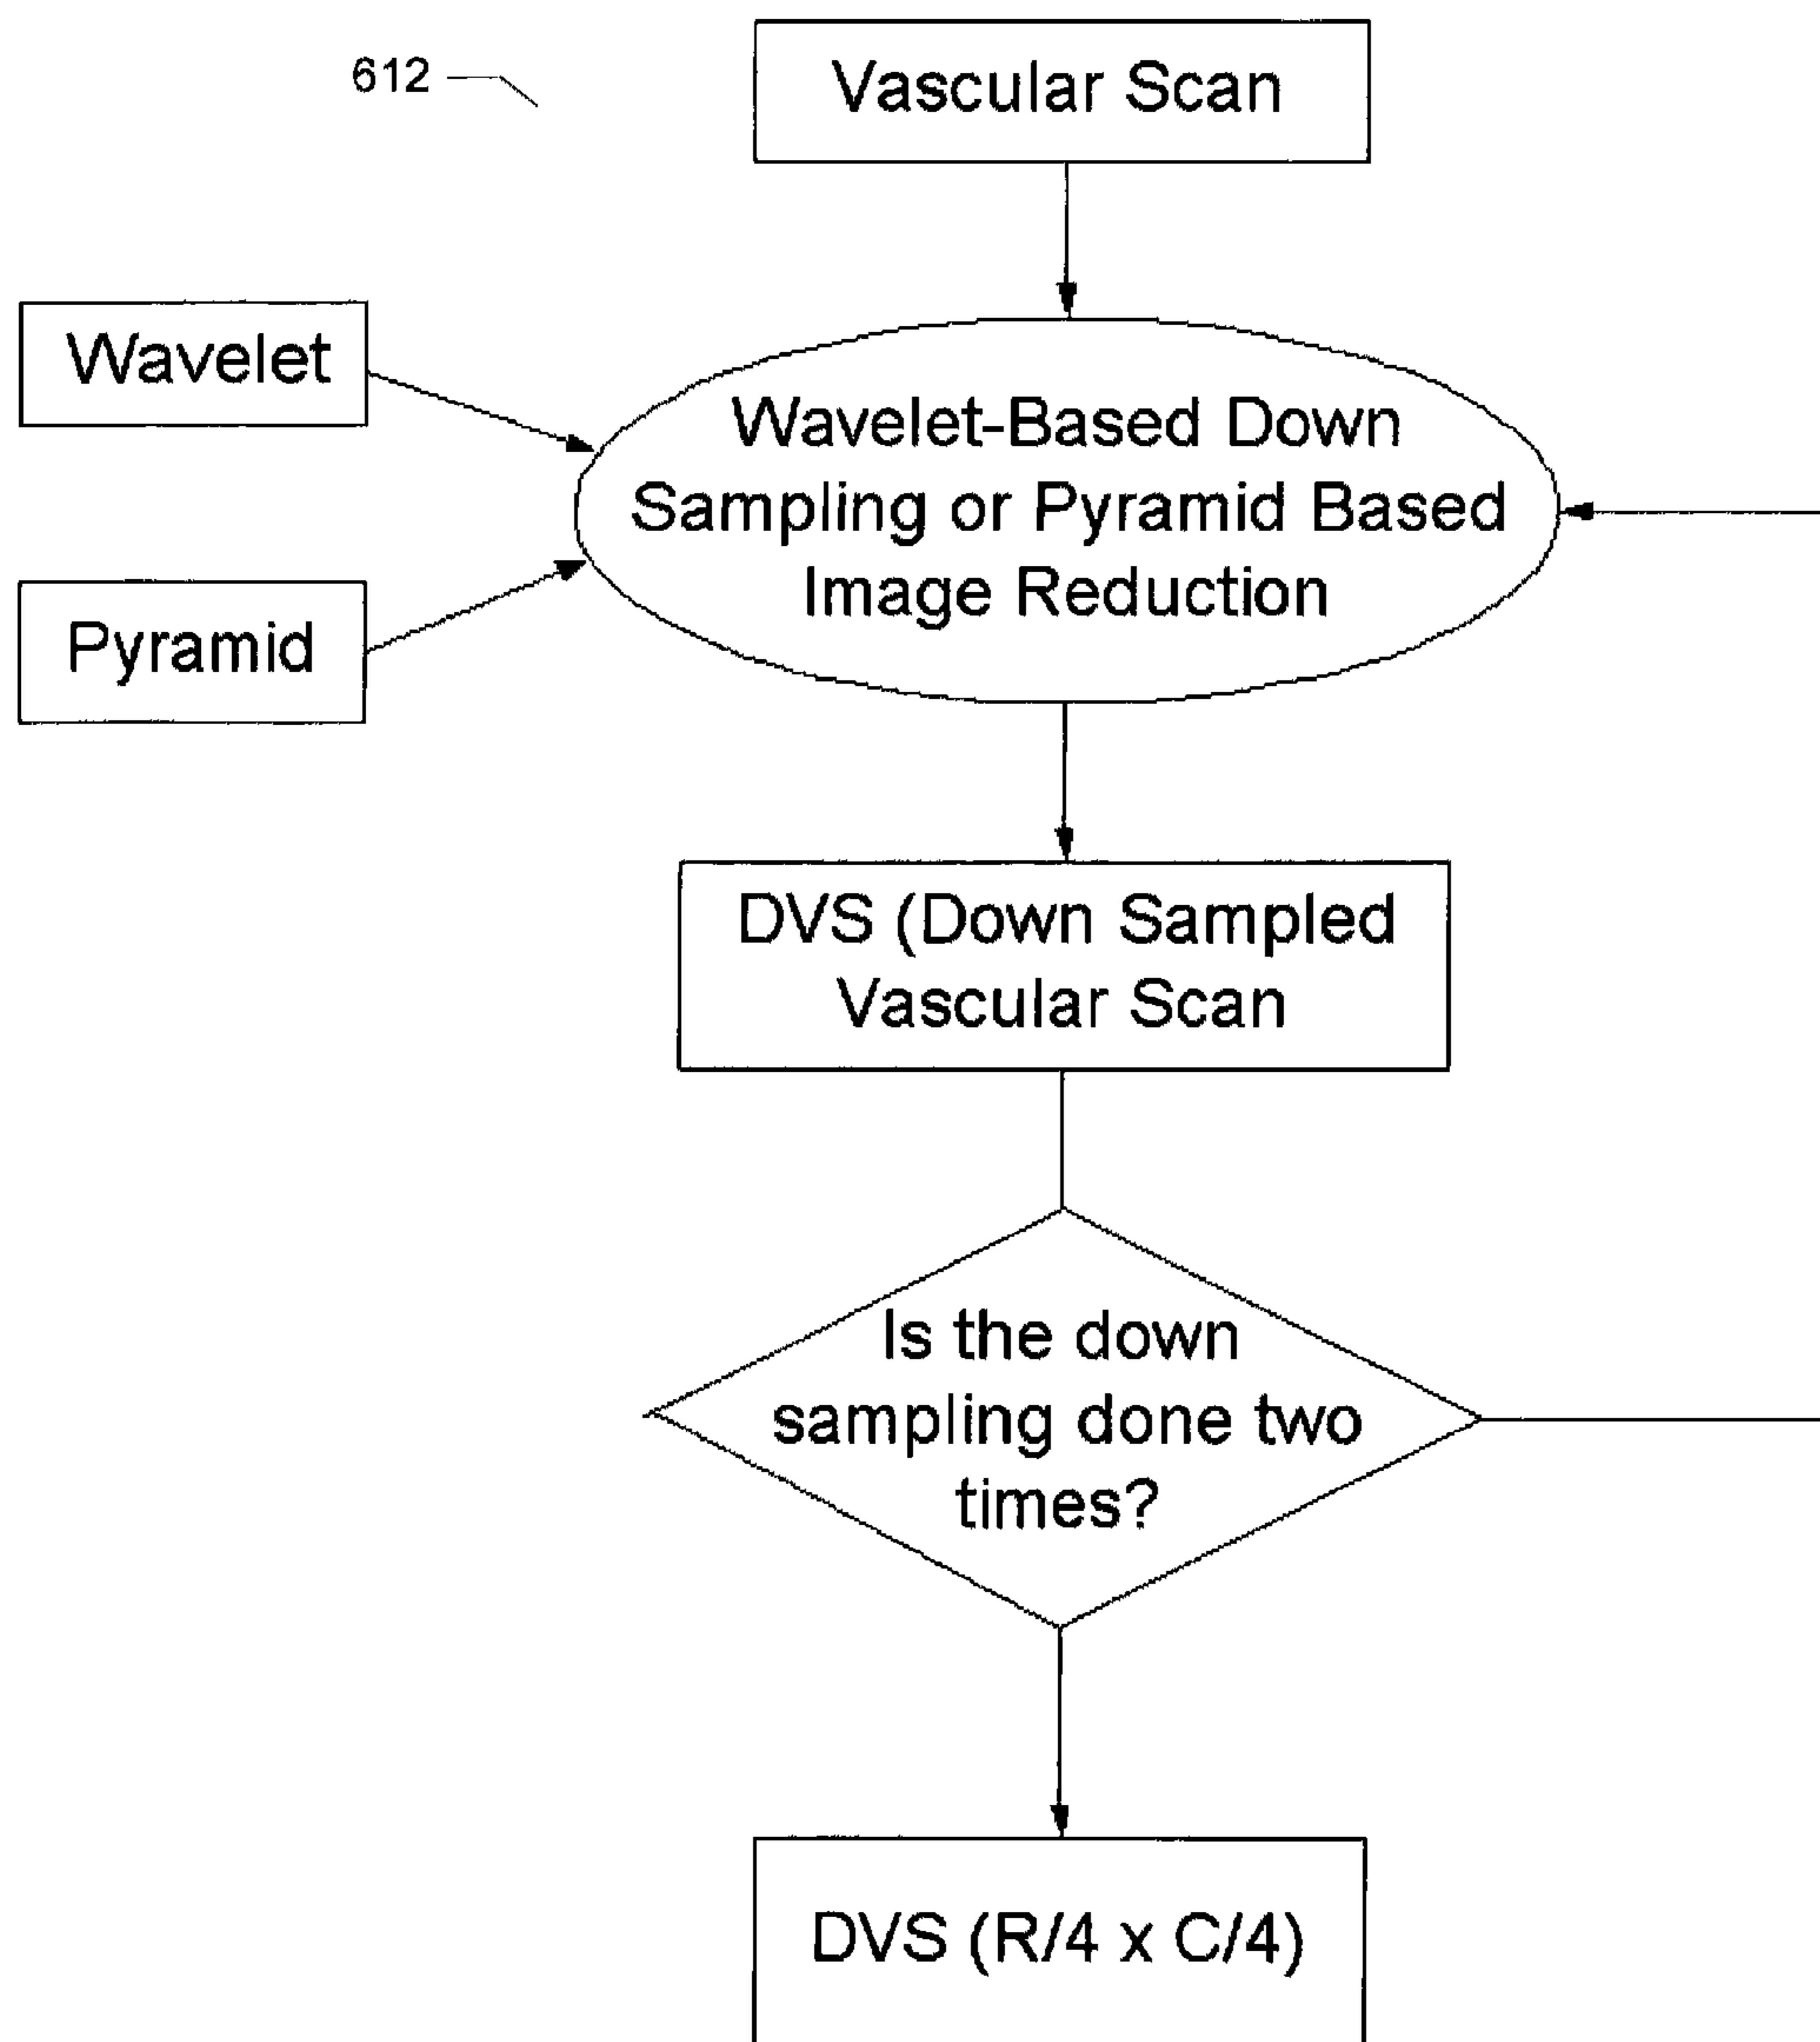 612
Vascular Scan
Wavelet
Wavelet-Based Down
Sampling or Pyramid Based
Image Reduction
Pyramid
DVS (Down Sampled
Vascular Scan
Is the down
sampling done two
times?
DVS (R/4 x C/4)